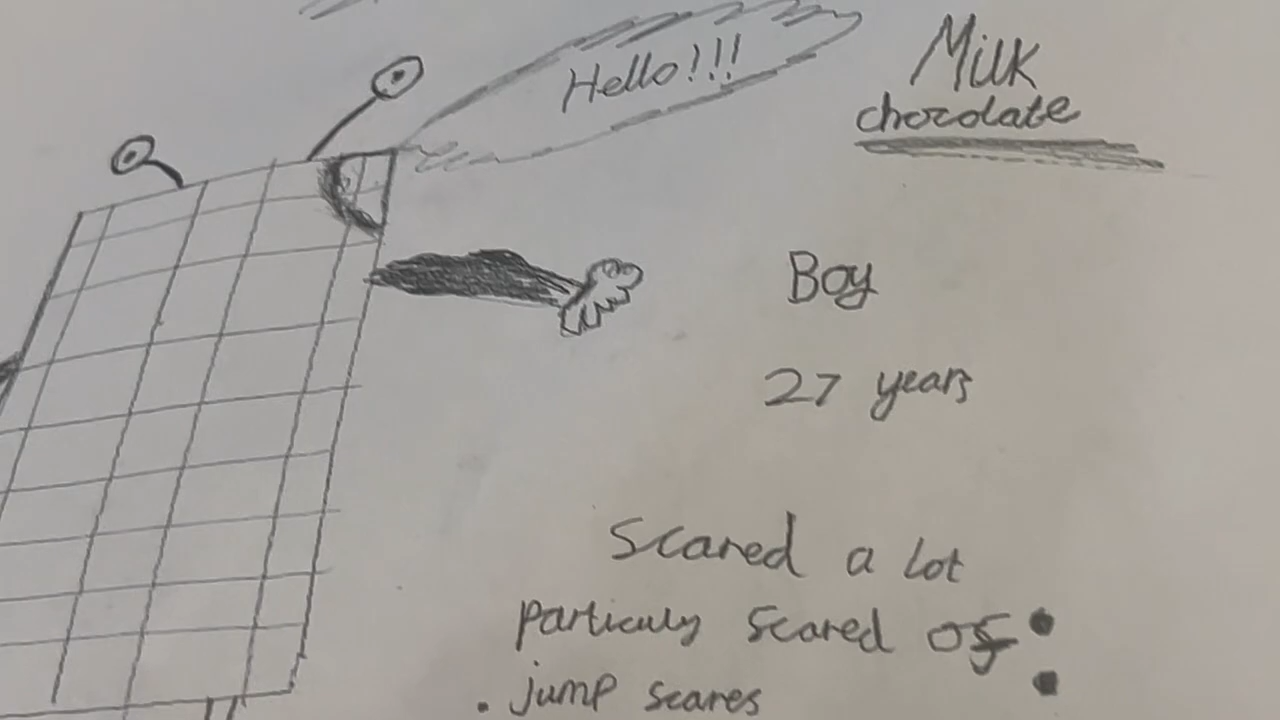 Hello!!!
Milk
chocolate
Boy
27 years
Scared a lot
particuly scared of:
. jump scares